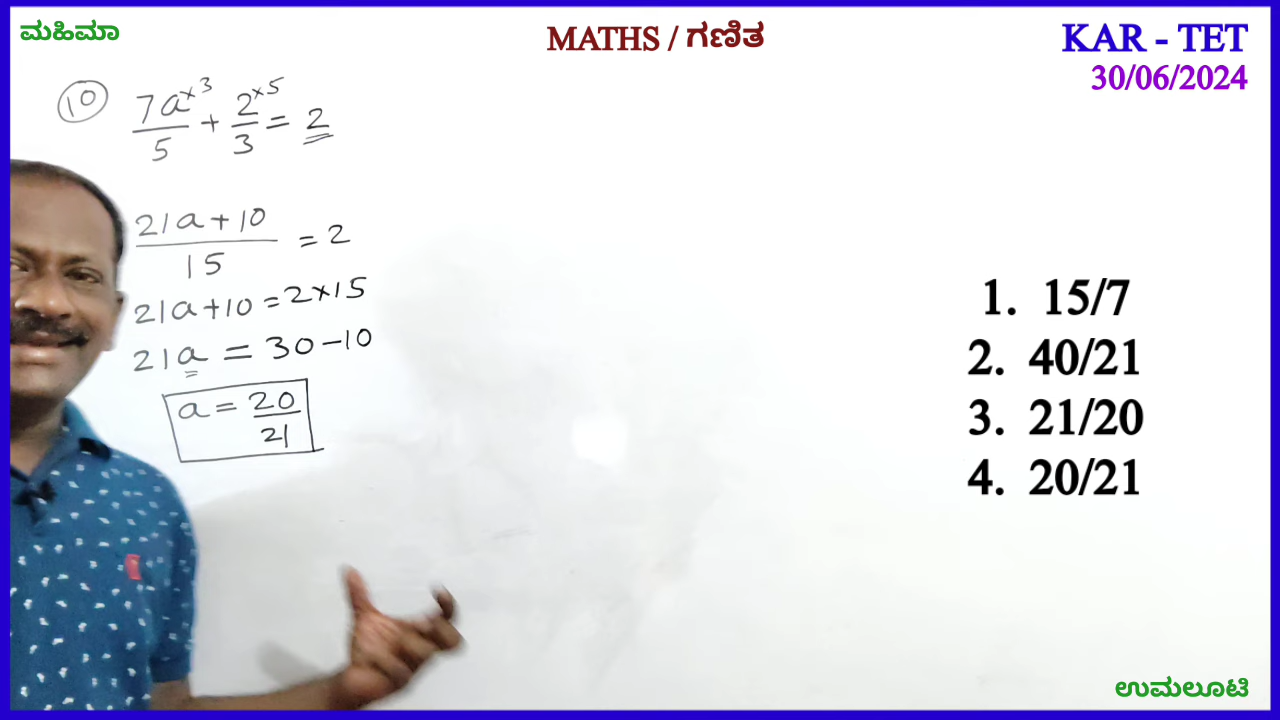 ಮಹಿಮಾ
MATHS / ಗಣಿತ
KAR - TET
30/06/2024
10 7a×3/5 + 2×5/3 = 2
21a+10/15 = 2
21a+10 = 2×15
21a = 30-10
a = 20/21
1. 15/7
2. 40/21
3. 21/20
4. 20/21
ಉಮಲೂಟಿ